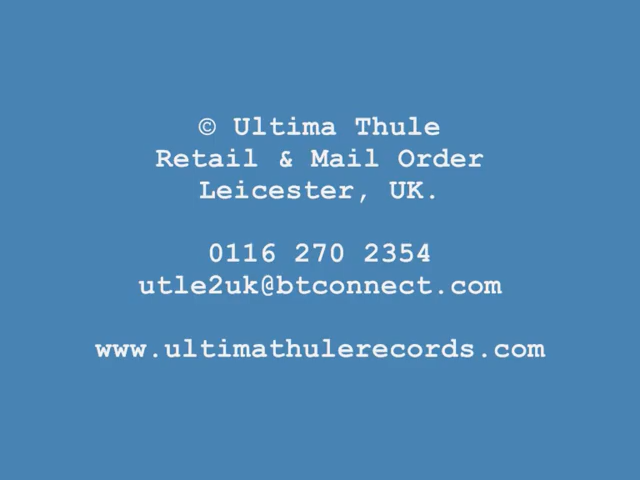 © Ultima Thule
Retail & Mail Order
Leicester, UK.
0116 270 2354
utle2uk@btconnect.com
www.ultimathulerecords.com